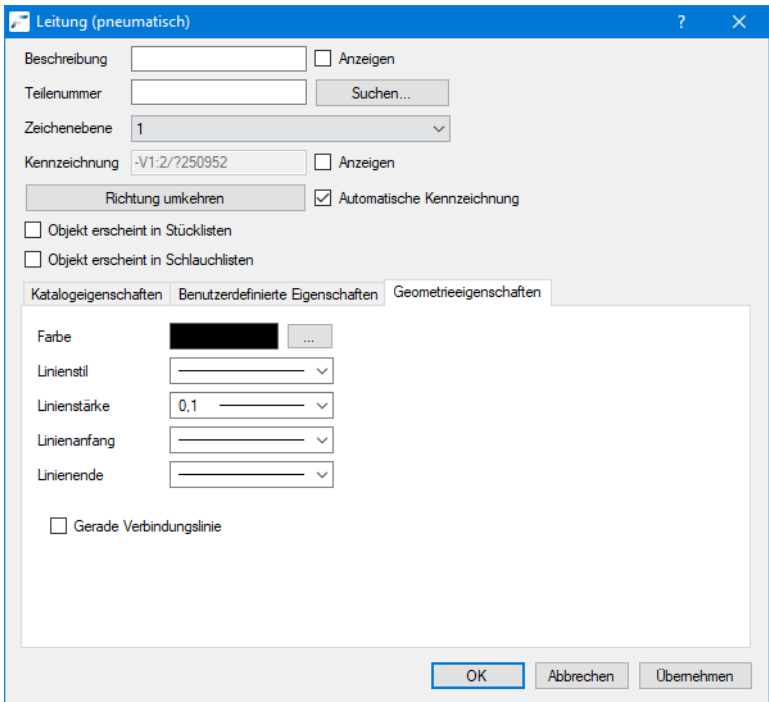 Leitung (pneumatisch) ?
Beschreibung Anzeigen
Teilenummer Suchen...
Zeichenebene 1
Kennzeichnung -V1:2/?250952 Anzeigen
Richtung umkehren Automatische Kennzeichnung
Objekt erscheint in Stücklisten
Objekt erscheint in Schlauchlisten
Katalogeigenschaften Benutzerdefinierte Eigenschaften Geometrieeigenschaften
Farbe ...
Linienstil
Linienstärke 0,1
Linienanfang
Linienende
Gerade Verbindungslinie
OK Abbrechen Übernehmen